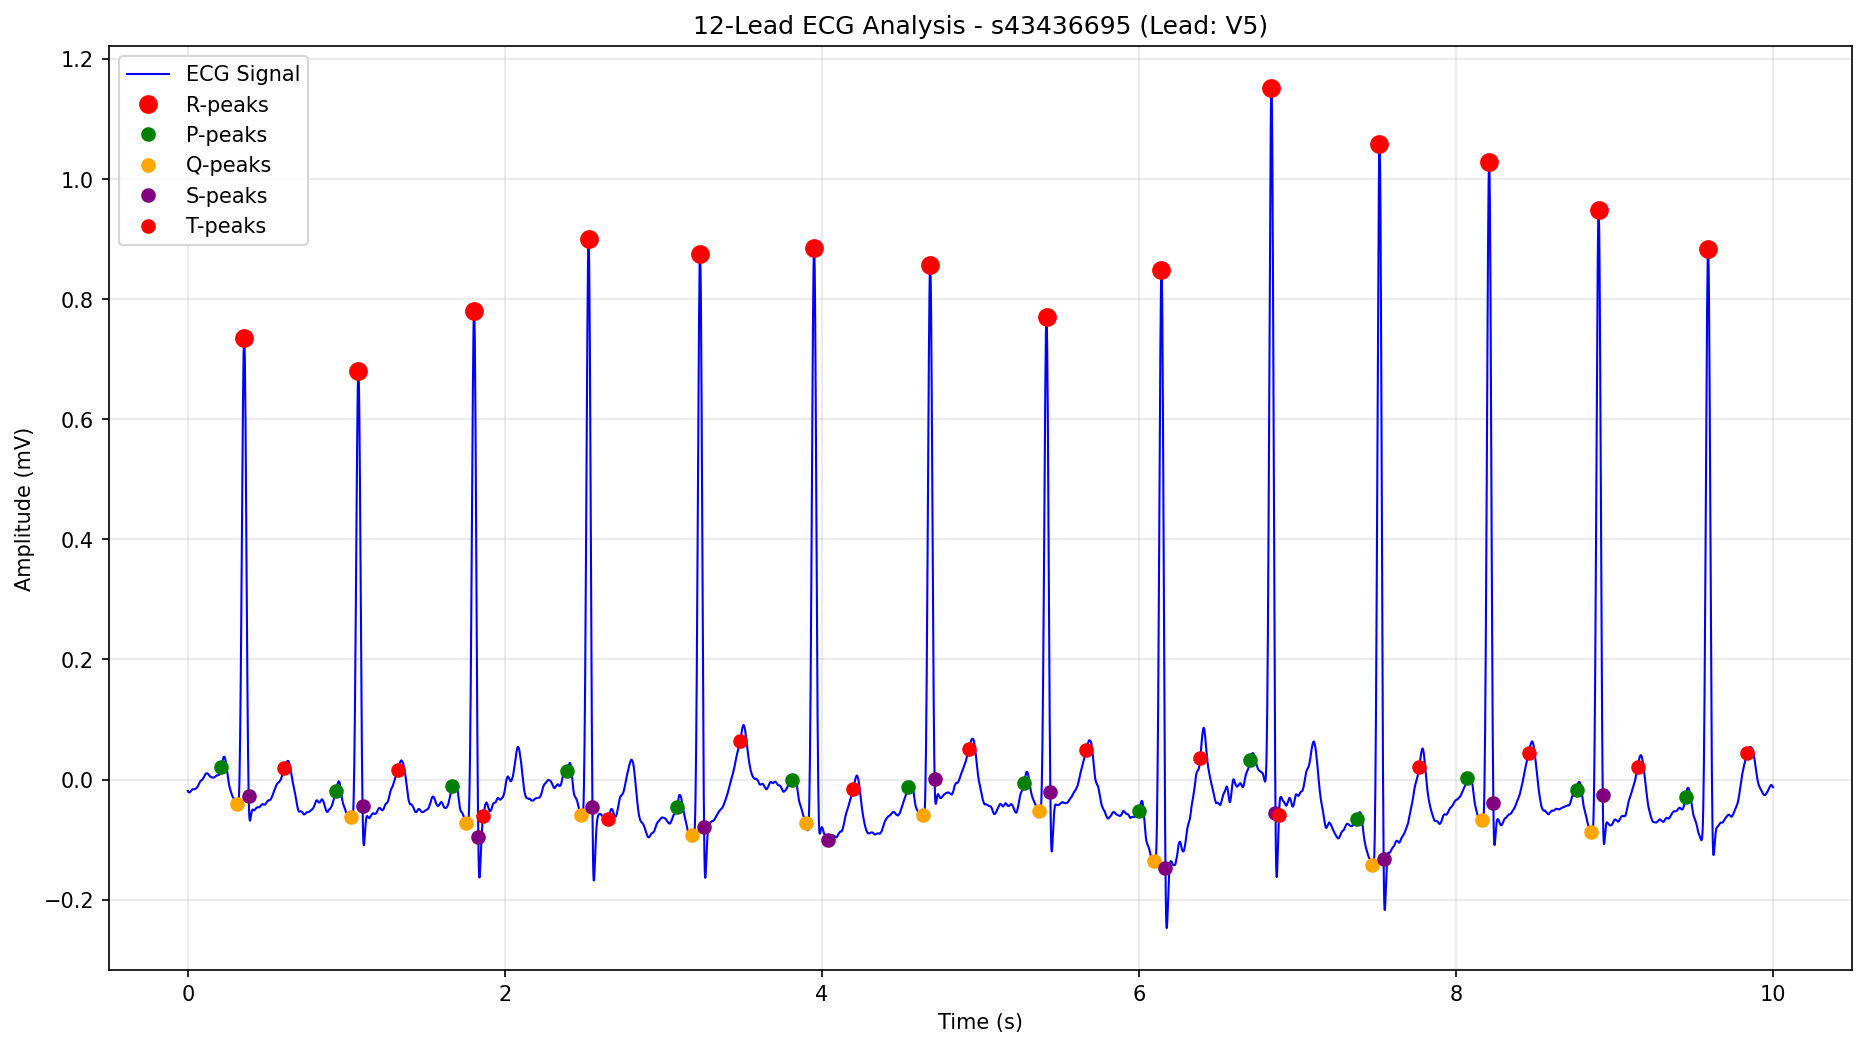 12-Lead ECG Analysis - s43436695 (Lead: V5)
ECG Signal
R-peaks
P-peaks
Q-peaks
S-peaks
T-peaks
Amplitude (mV)
1.2
1.0
0.8
0.6
0.4
0.2
0.0
−0.2
0 2 4 6 8 10
Time (s)